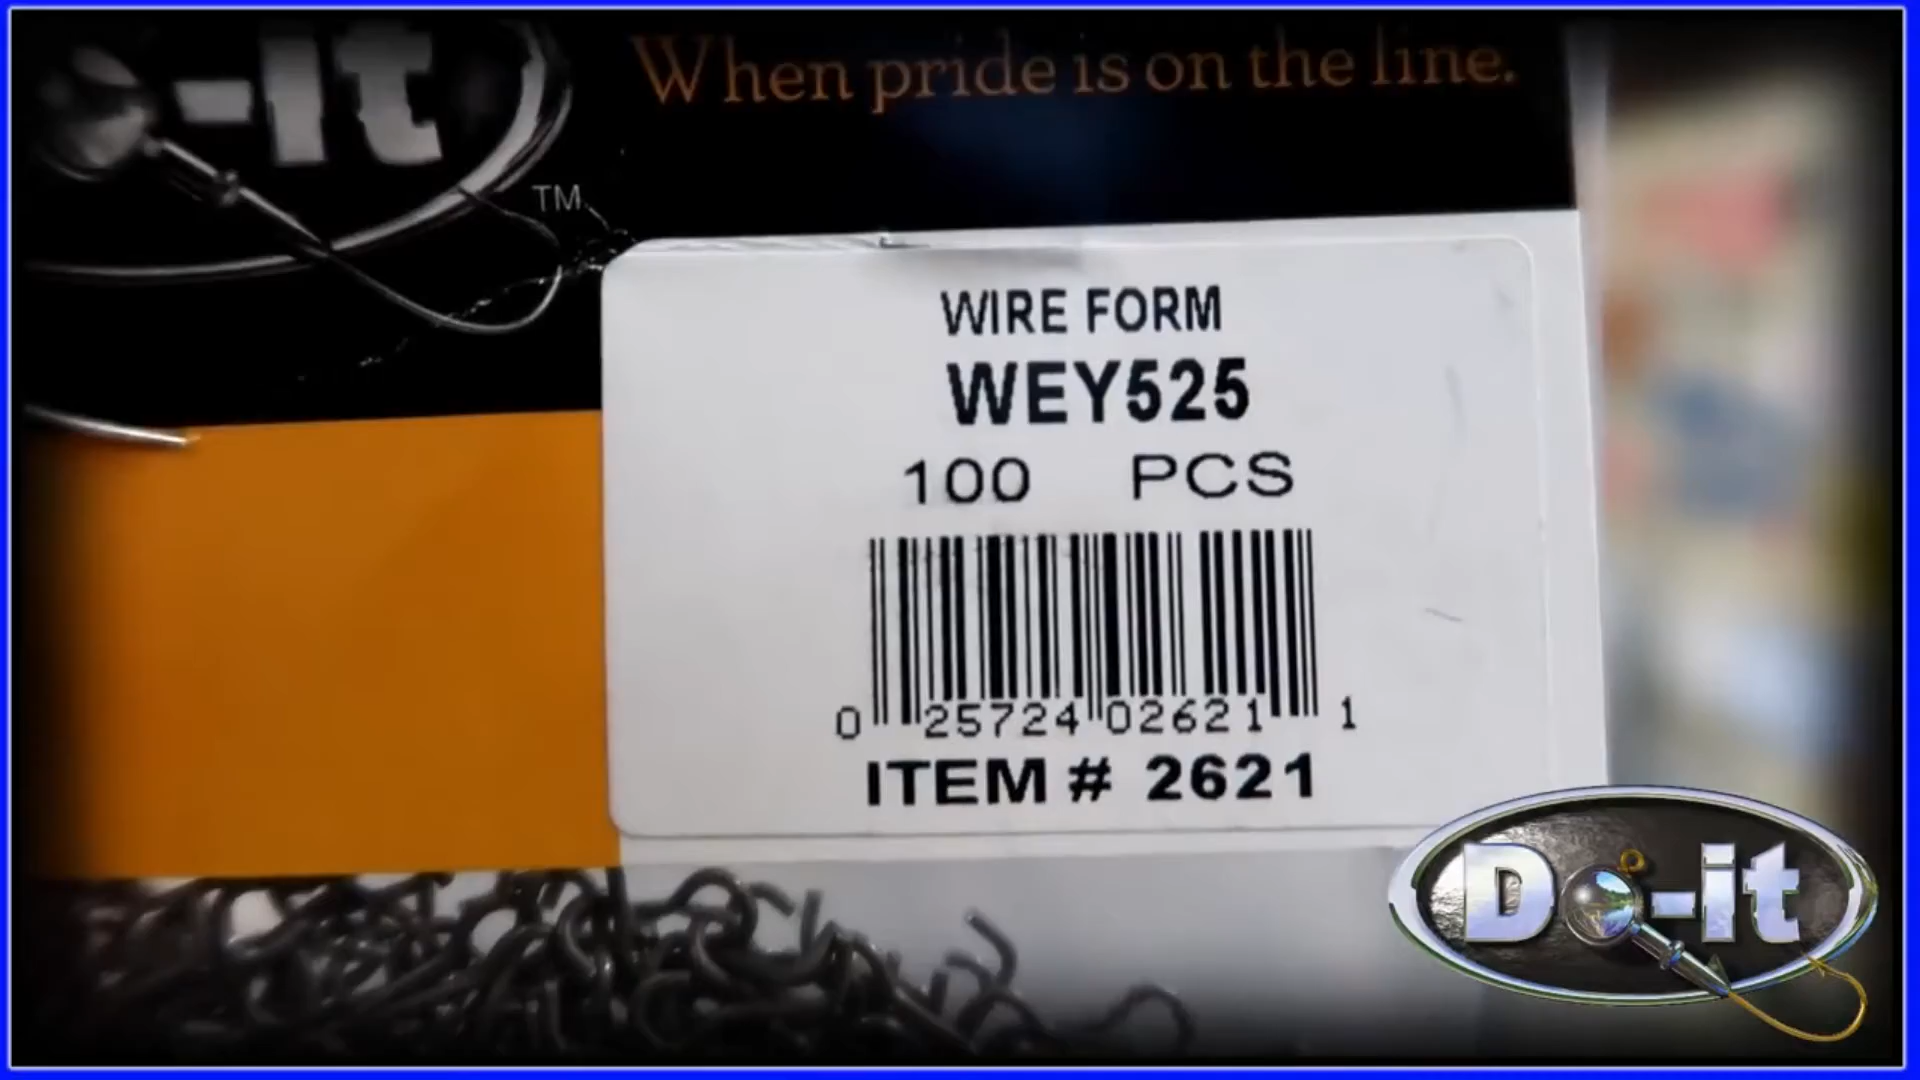 -it
When pride is on the line.
TM
WIRE FORM
WEY525
100 PCS
0 25724 02621 1
ITEM # 2621
Do-it